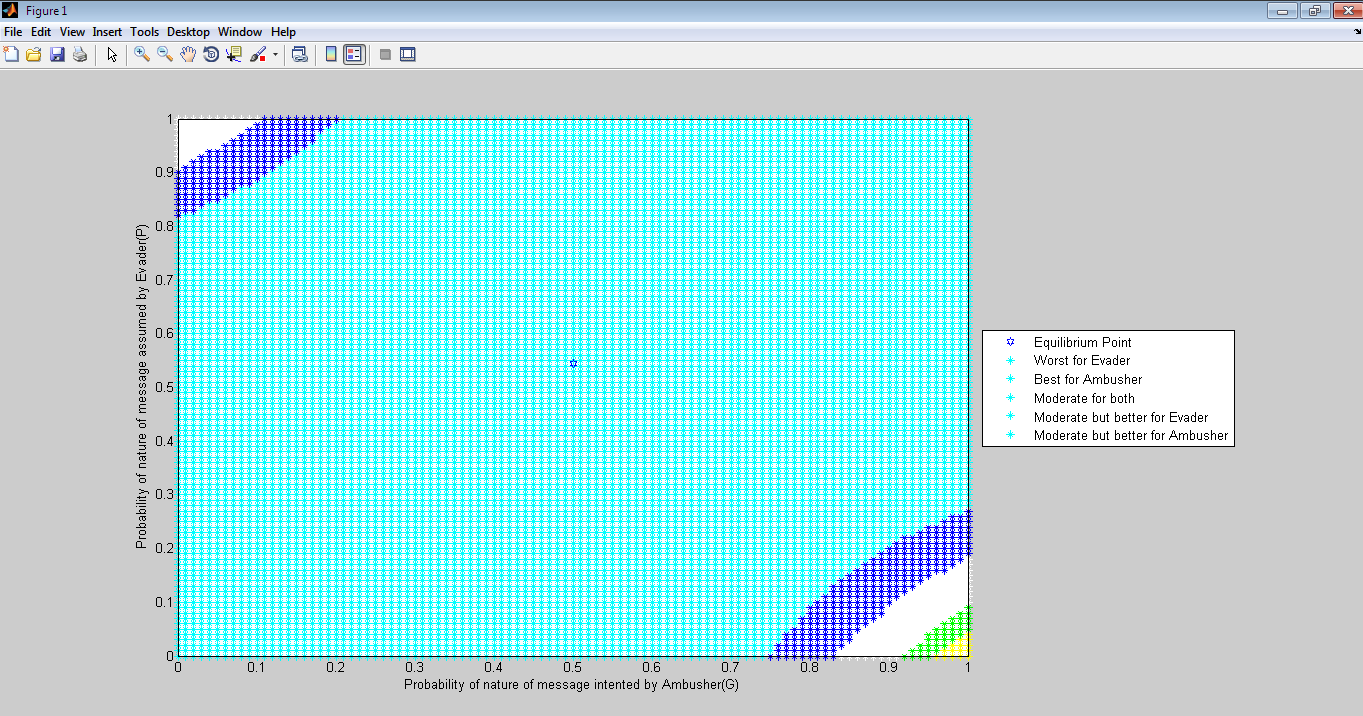 Figure 1
File Edit View Insert Tools Desktop Window Help
1
0.9
0.8
0.7
0.6
0.5
0.4
0.3
0.2
0.1
0
Probability of nature of message assumed by Evader(P)
0 0.1 0.2 0.3 0.4 0.5 0.6 0.7 0.8 0.9 1
Probability of nature of message intented by Ambusher(G)
Equilibrium Point
Worst for Evader
Best for Ambusher
Moderate for both
Moderate but better for Evader
Moderate but better for Ambusher